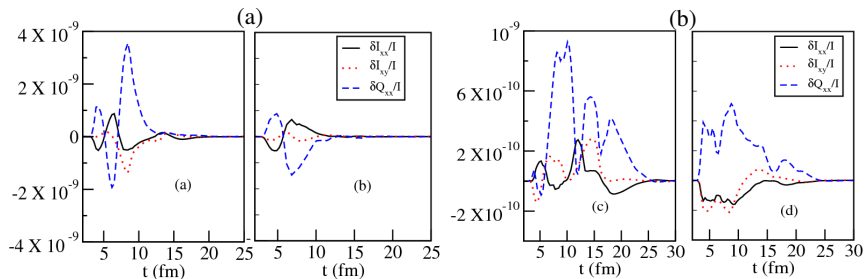 (a)
(b)
4 X 10⁻⁹
2 X 10⁻⁹
0
-2 X 10⁻⁹
-4 X 10⁻⁹
(a)
0 5 10 15 20 25
t (fm)
δI_xx/I
δI_xy/I
δQ_xx/I
(b)
0 5 10 15 20 25
t (fm)
10⁻⁹
6 X10⁻¹⁰
2 X10⁻¹⁰
-2 X10⁻¹⁰
(c)
0 5 10 15 20 25 30
t (fm)
δI_xx/I
δI_xy/I
δQ_xx/I
(d)
0 5 10 15 20 25 30
t (fm)